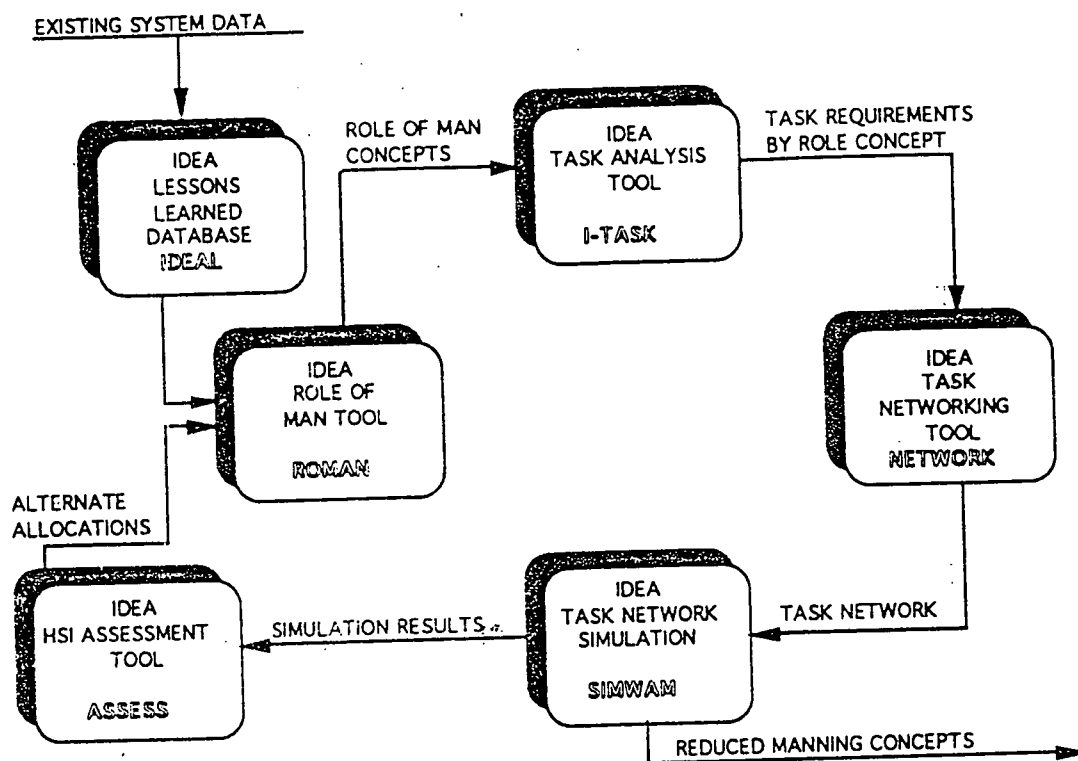 EXISTING SYSTEM DATA
IDEA
LESSONS
LEARNED
DATABASE
IDEAL
ROLE OF MAN
CONCEPTS
IDEA
TASK ANALYSIS
TOOL
I-TASK
TASK REQUIREMENTS
BY ROLE CONCEPT
IDEA
ROLE OF
MAN TOOL
ROMAN
IDEA
TASK
NETWORKING
TOOL
NETWORK
ALTERNATE
ALLOCATIONS
IDEA
HSI ASSESSMENT
TOOL
ASSESS
SIMULATION RESULTS
IDEA
TASK NETWORK
SIMULATION
SIMWAM
TASK NETWORK
REDUCED MANNING CONCEPTS